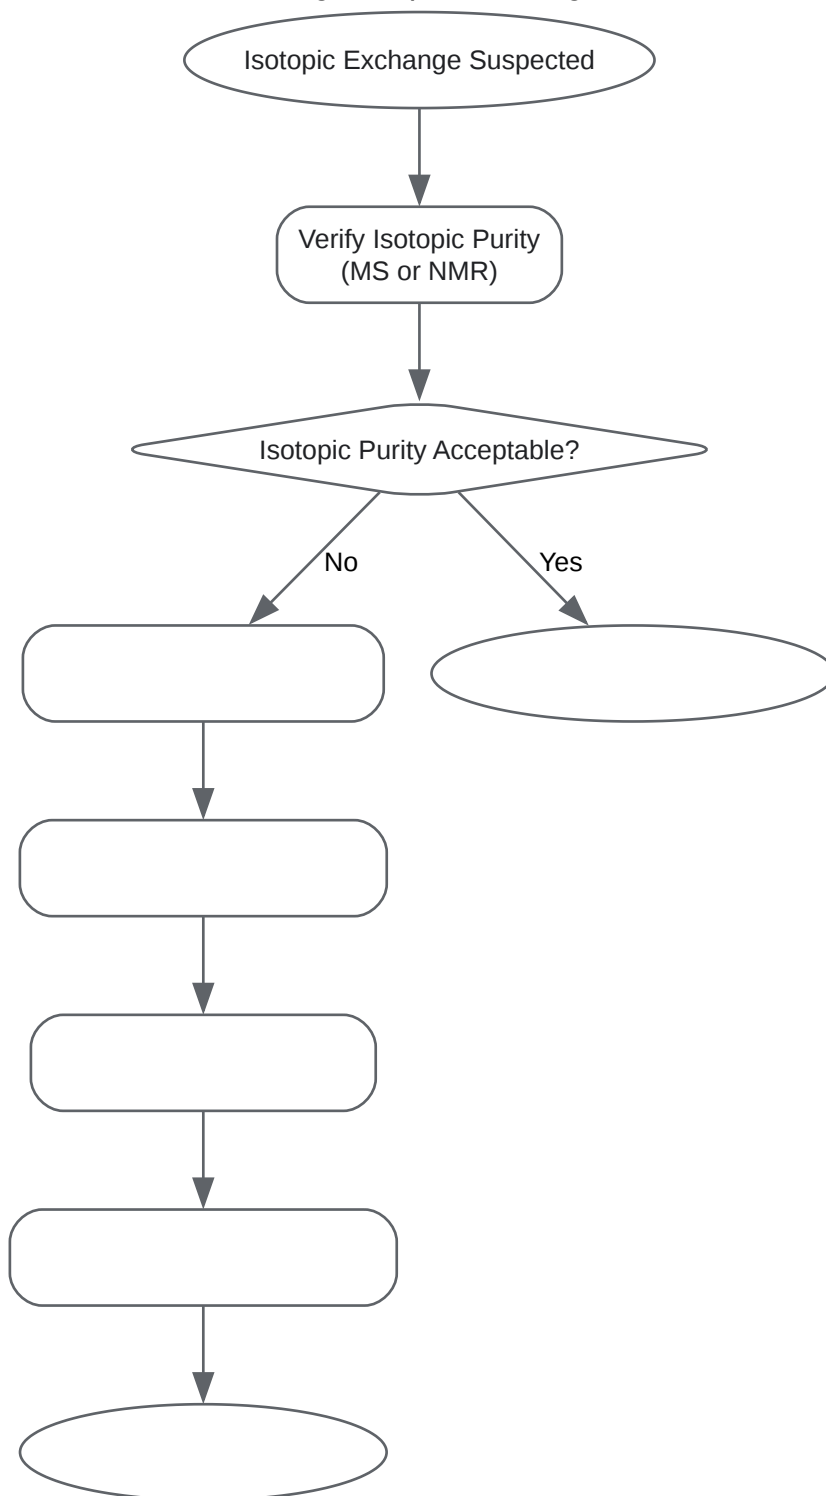 Isotopic Exchange Suspected
Verify Isotopic Purity
(MS or NMR)
Isotopic Purity Acceptable?
No
Yes